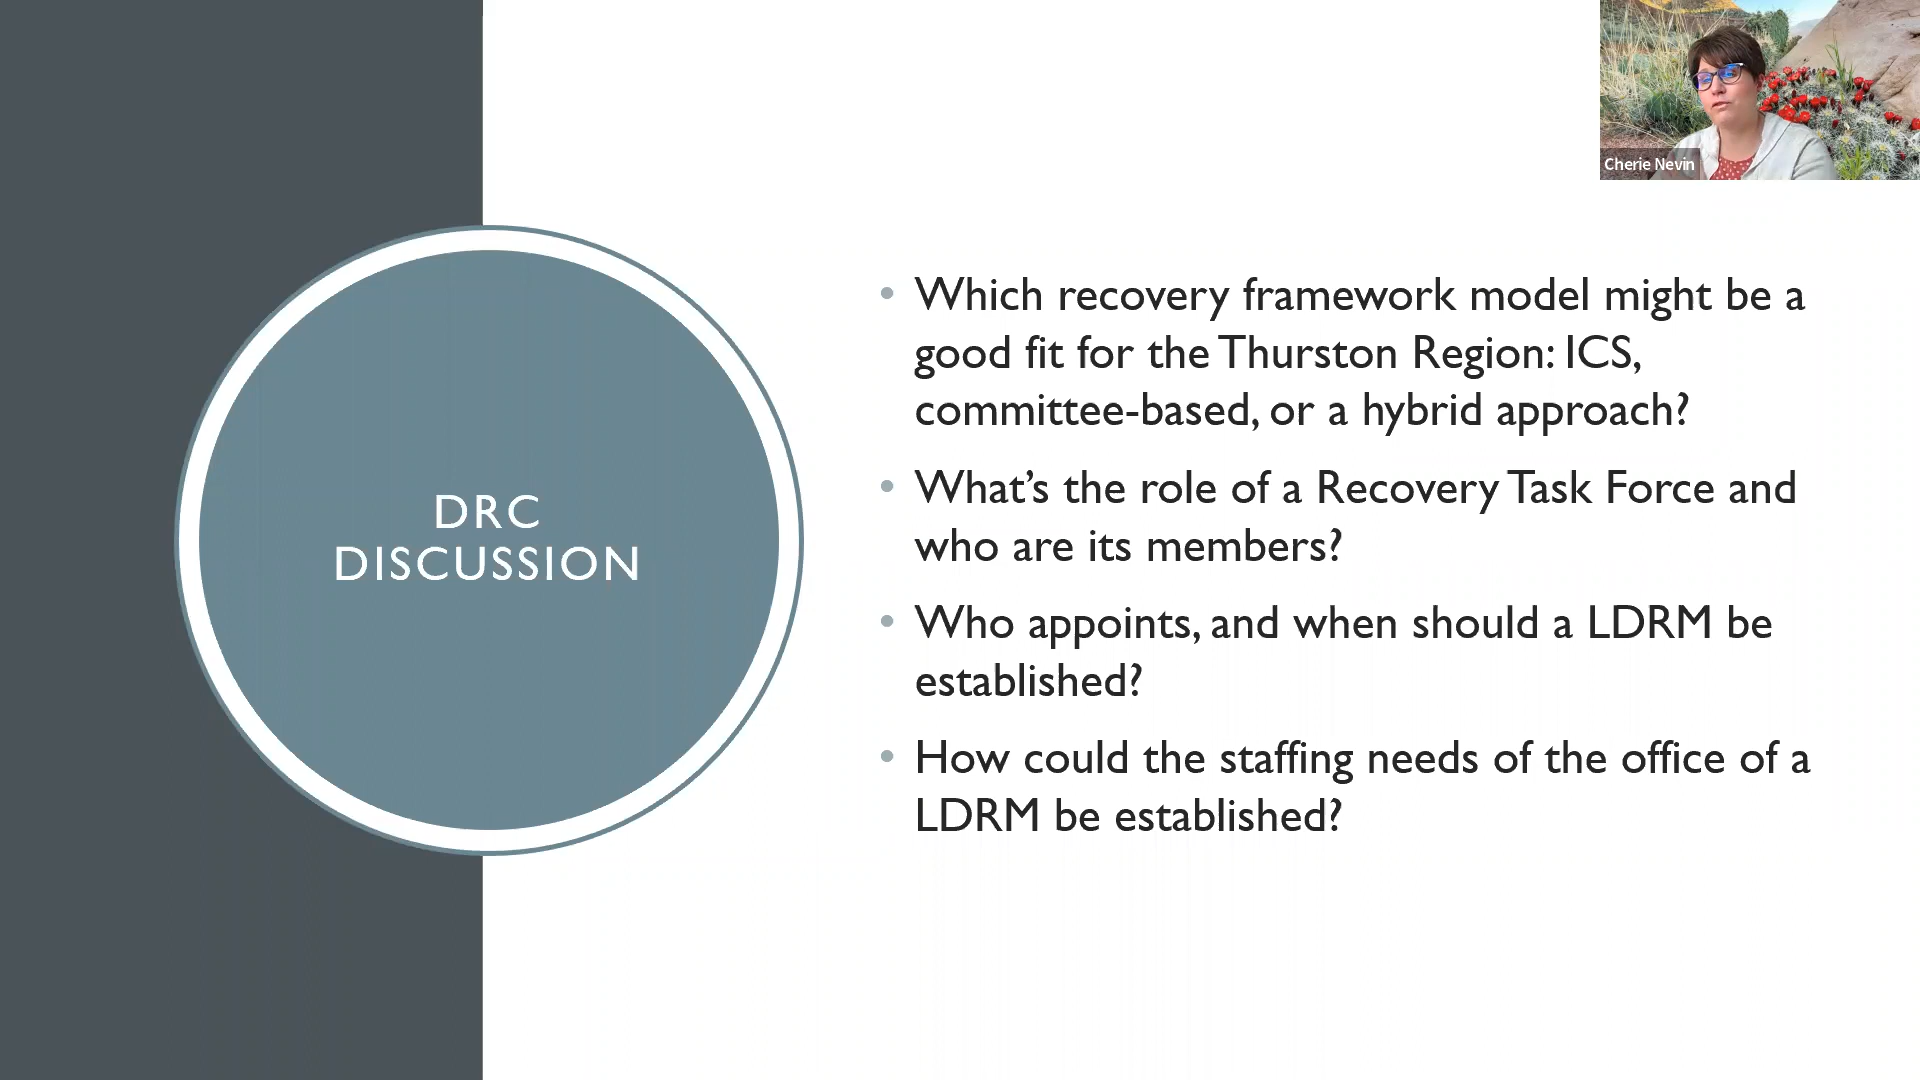 Cherie Nevin
DRC
DISCUSSION
• Which recovery framework model might be a
good fit for the Thurston Region: ICS,
committee-based, or a hybrid approach?
• What’s the role of a Recovery Task Force and
who are its members?
• Who appoints, and when should a LDRM be
established?
• How could the staffing needs of the office of a
LDRM be established?